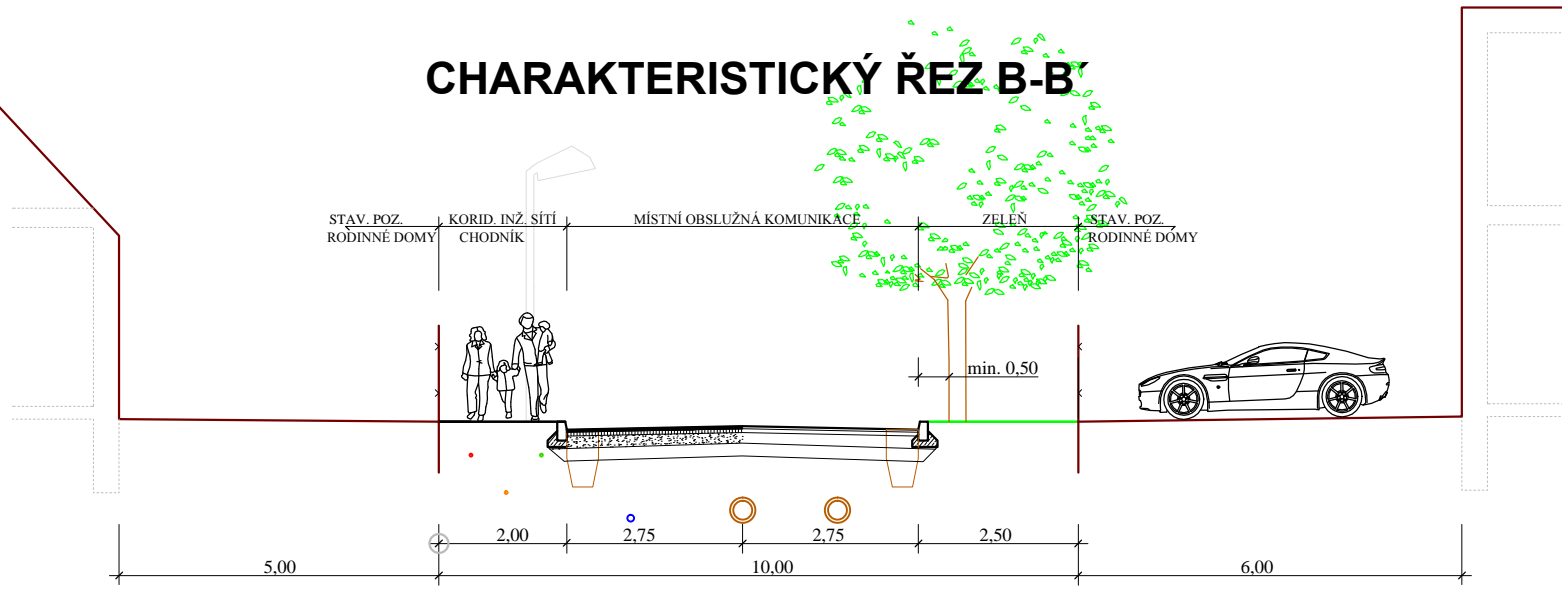 CHARAKTERISTICKÝ ŘEZ B-B´
STAV. POZ.
RODINNÉ DOMY
KORID. INŽ. SÍTÍ
CHODNÍK
MÍSTNÍ OBSLUŽNÁ KOMUNIKACE
ZELEŇ
STAV. POZ.
RODINNÉ DOMY
min. 0,50
2,00
2,75
2,75
2,50
5,00
10,00
6,00